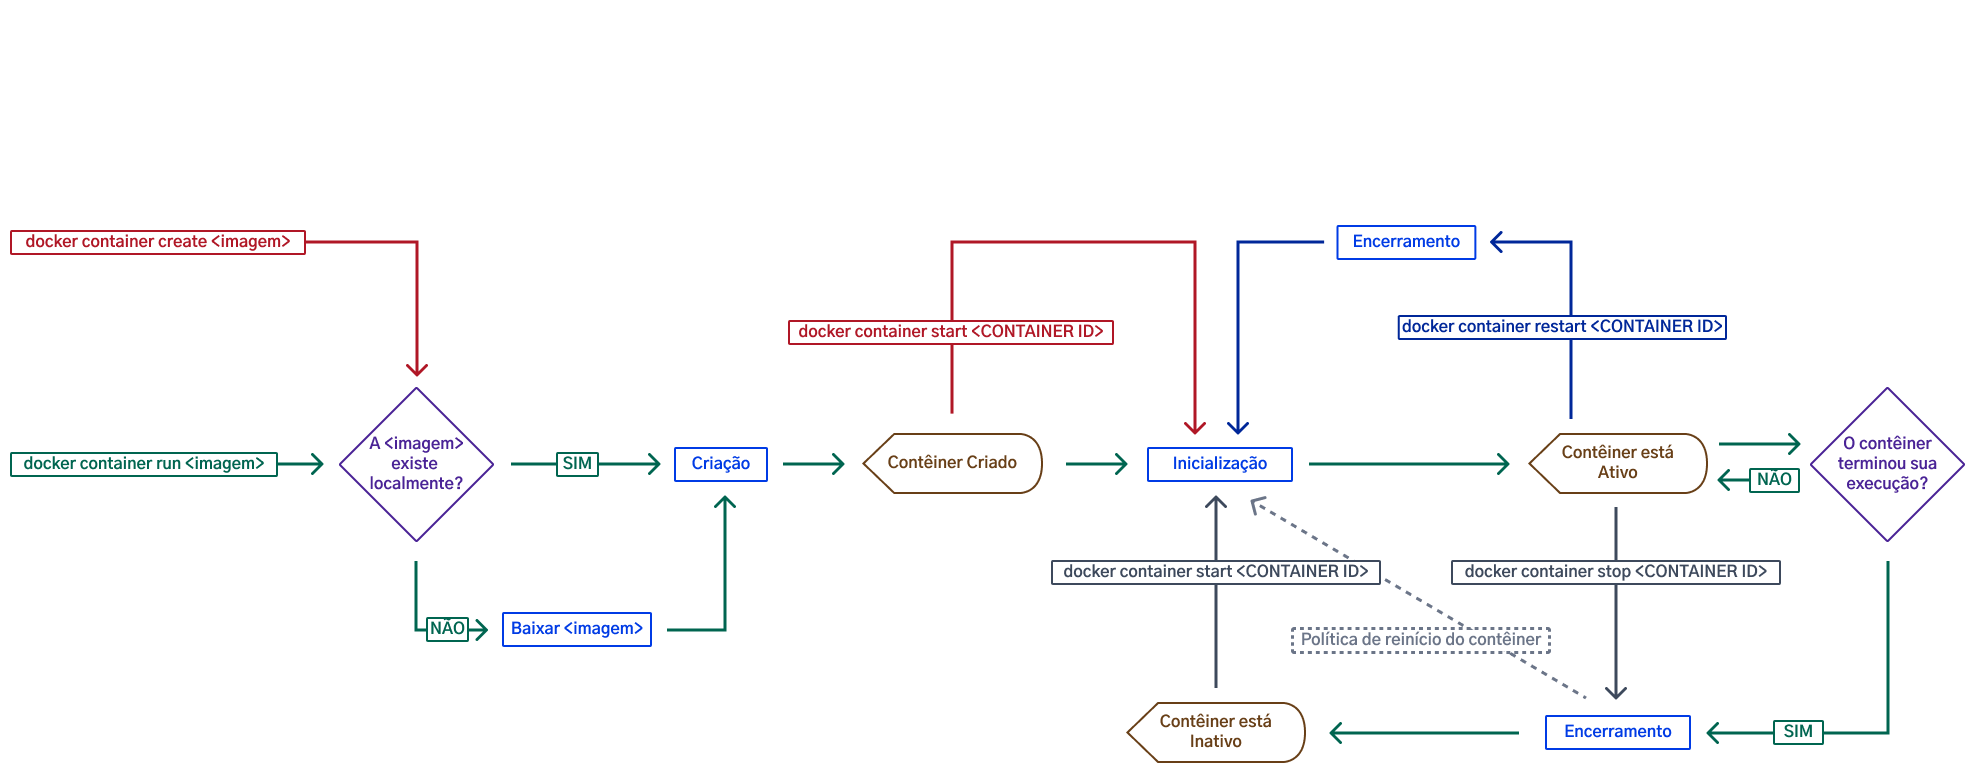 docker container create <imagem>
Encerramento
docker container start <CONTAINER ID>
docker container restart <CONTAINER ID>
docker container run <imagem>
A <imagem>
existe
localmente?
SIM
Criação
Contêiner Criado
Inicialização
Contêiner está
Ativo
NÃO
O contêiner
terminou sua
execução?
docker container start <CONTAINER ID>
docker container stop <CONTAINER ID>
NÃO
Baixar <imagem>
Política de reinício do contêiner
Contêiner está
Inativo
Encerramento
SIM